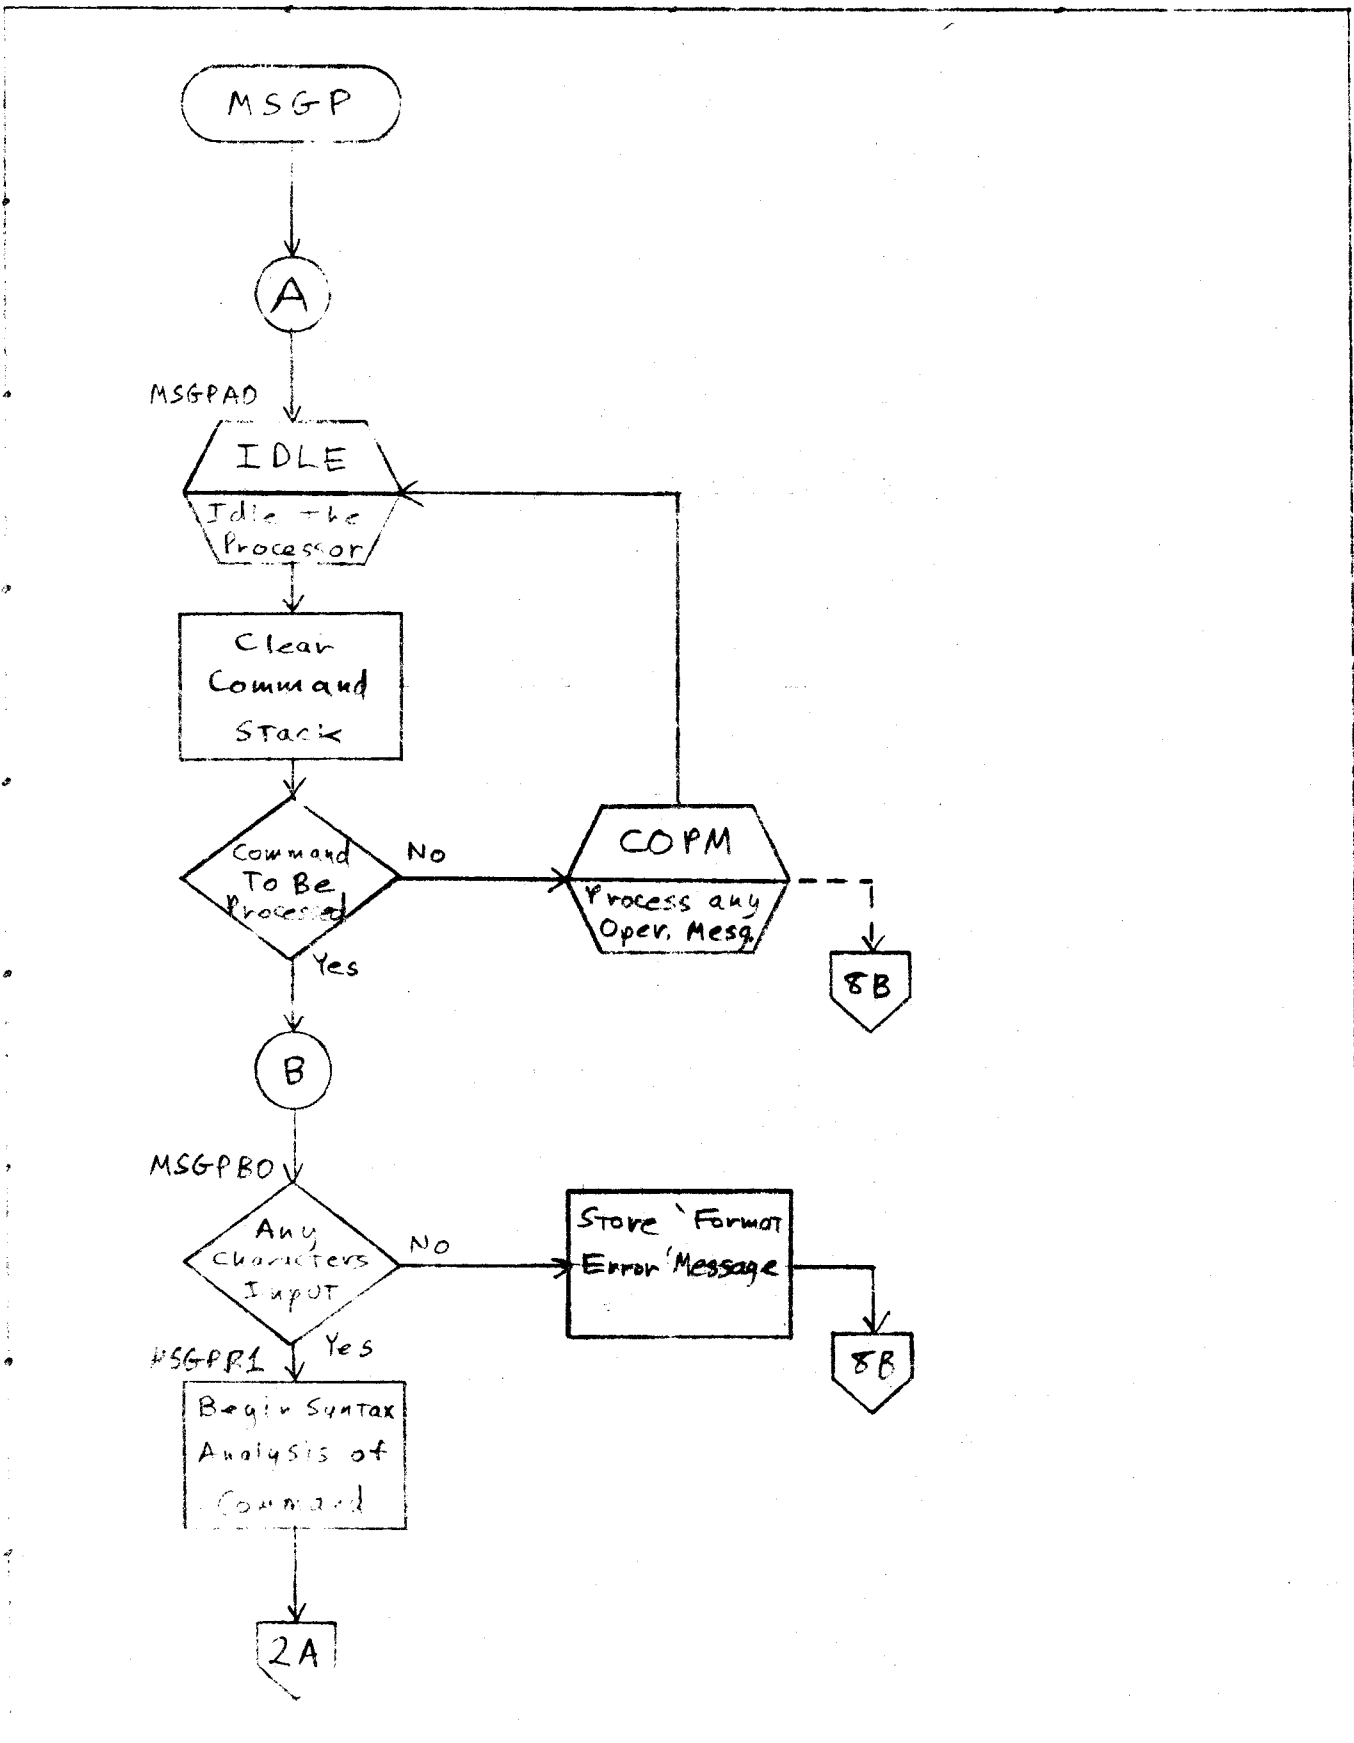 MSGP
A
MSGPA0
IDLE
Idle the
Processor
Clear
Command
Stack
Command
To Be
Processed
No
COPM
Process any
Oper. Mesg.
8B
Yes
B
MSGPB0
Any
Characters
Input
No
Store 'Format
Error' Message
8B
Yes
MSGPR1
Begin Syntax
Analysis of
Command
2A